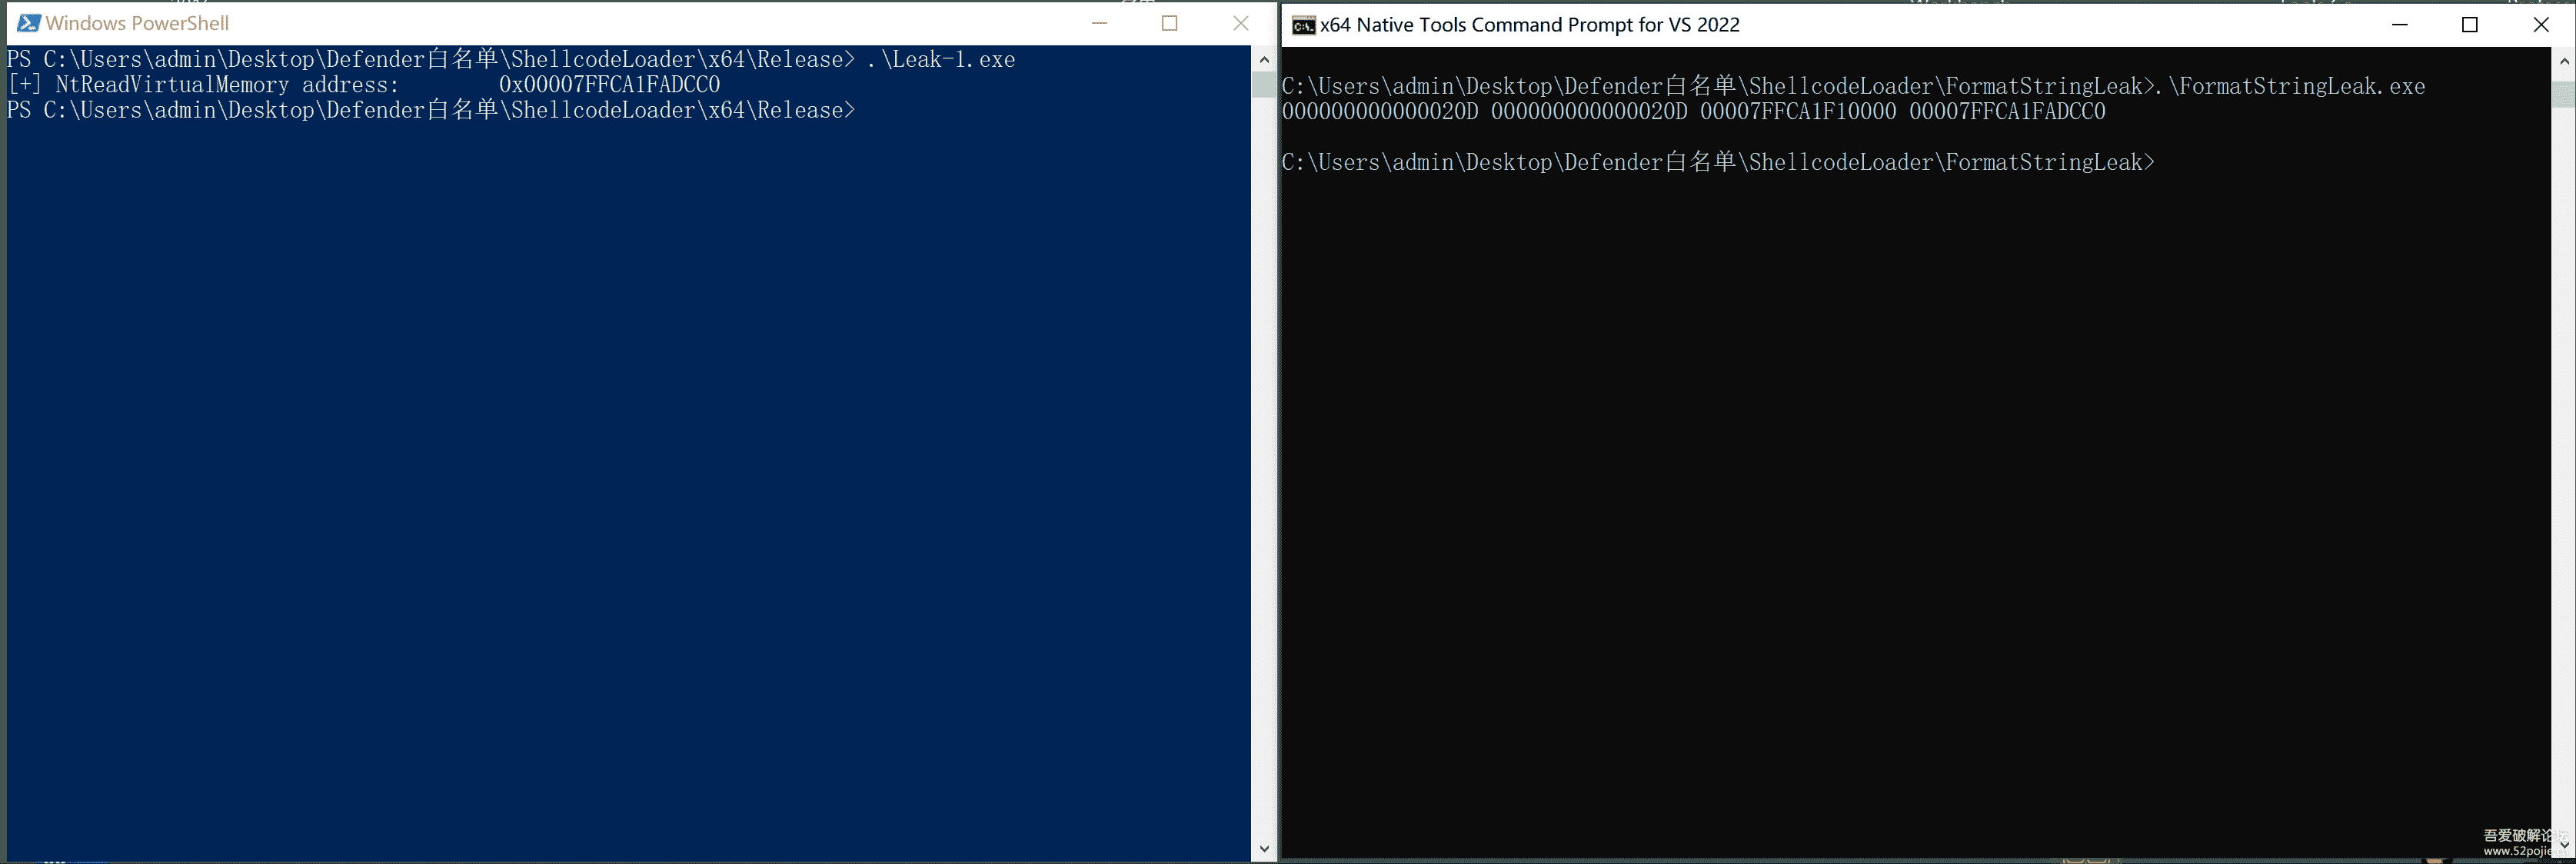 Windows PowerShell
PS C:\Users\admin\Desktop\Defender白名单\ShellcodeLoader\x64\Release> .\Leak-1.exe
[+] NtReadVirtualMemory address: 0x00007FFCA1FADCC0
PS C:\Users\admin\Desktop\Defender白名单\ShellcodeLoader\x64\Release>
x64 Native Tools Command Prompt for VS 2022
C:\Users\admin\Desktop\Defender白名单\ShellcodeLoader\FormatStringLeak>.\FormatStringLeak.exe
000000000000020D 000000000000020D 00007FFCA1F10000 00007FFCA1FADCC0
C:\Users\admin\Desktop\Defender白名单\ShellcodeLoader\FormatStringLeak>
吾爱破解论坛